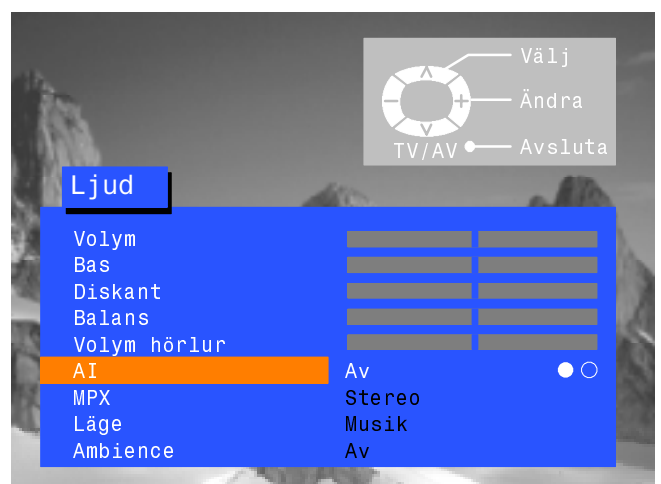 Välj
Ändra
TV/AV Avsluta
Ljud
Volym
Bas
Diskant
Balans
Volym hörlur
AI Av
MPX Stereo
Läge Musik
Ambience Av